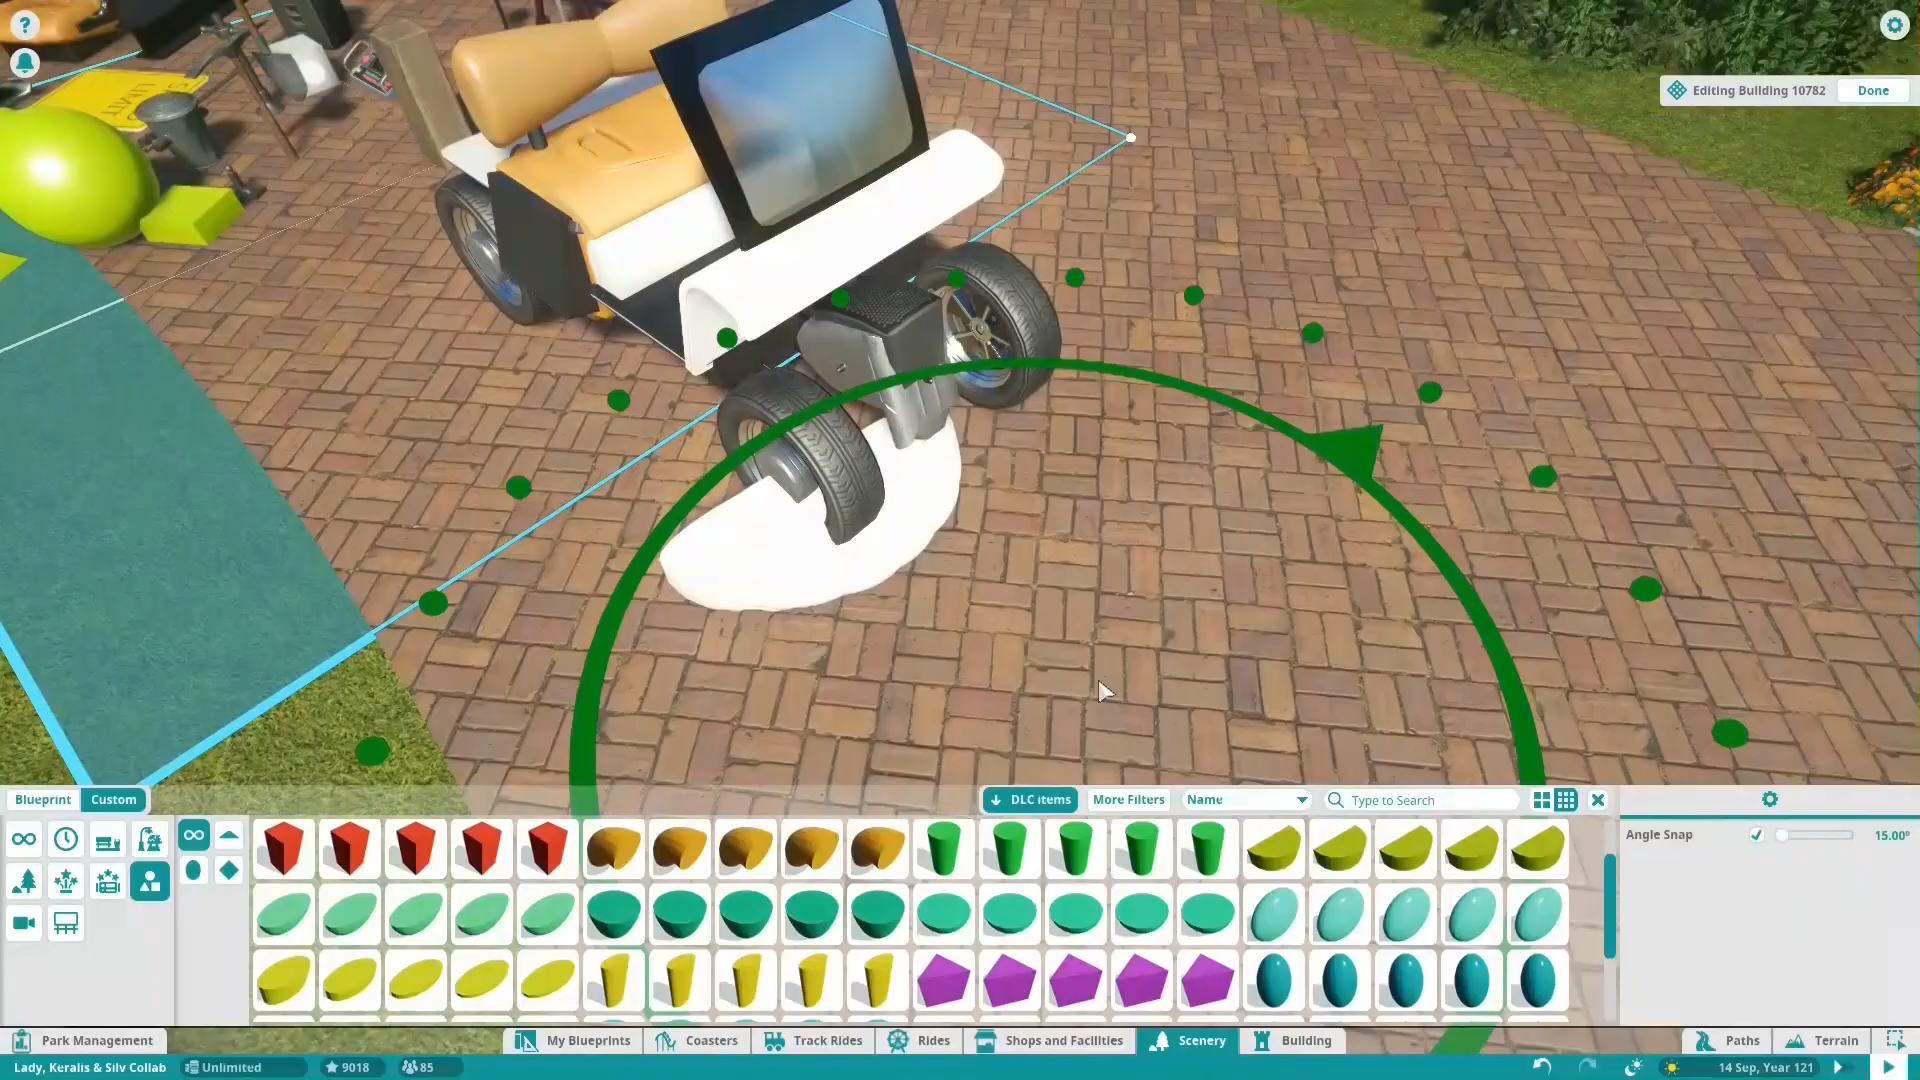 ?
LIMIT
Editing Building 10782
Done
Blueprint
Custom
DLC items
More Filters
Name
Type to Search
Angle Snap
15.00°
Park Management
My Blueprints
Coasters
Track Rides
Rides
Shops and Facilities
Scenery
Building
Paths
Terrain
Lady, Keralis & Silv Collab
Unlimited
9018
85
14 Sep, Year 121